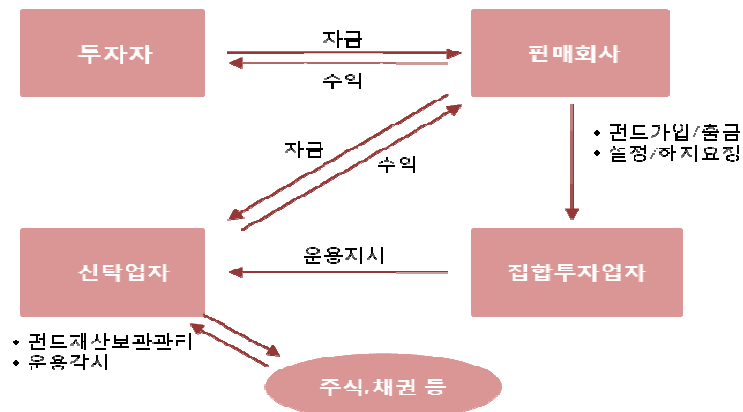 투자자
자금
판매회사
수익
• 펀드가입/출금
• 설정/해지요청
자금
수익
신탁업자
운용지시
집합투자업자
• 펀드재산보관관리
• 운용감시
주식,채권 등